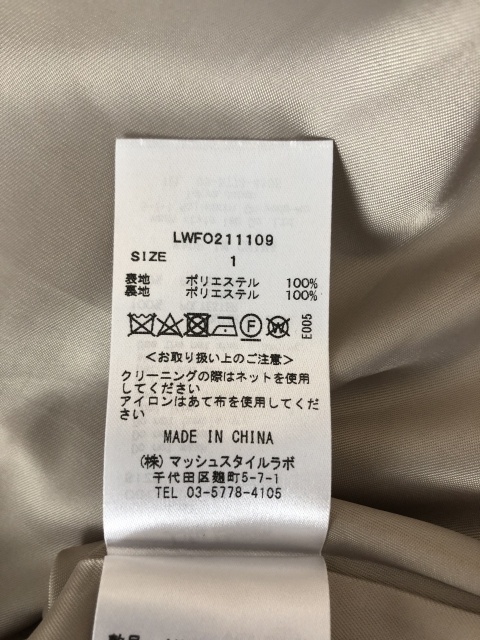 LWFO211109
SIZE 1
表地 ポリエステル 100%
裏地 ポリエステル 100%
E005
<お取り扱い上のご注意>
クリーニングの際はネットを使用
してください
アイロンはあて布を使用してくだ
さい
MADE IN CHINA
(株) マッシュスタイルラボ
千代田区麹町5-7-1
TEL 03-5778-4105